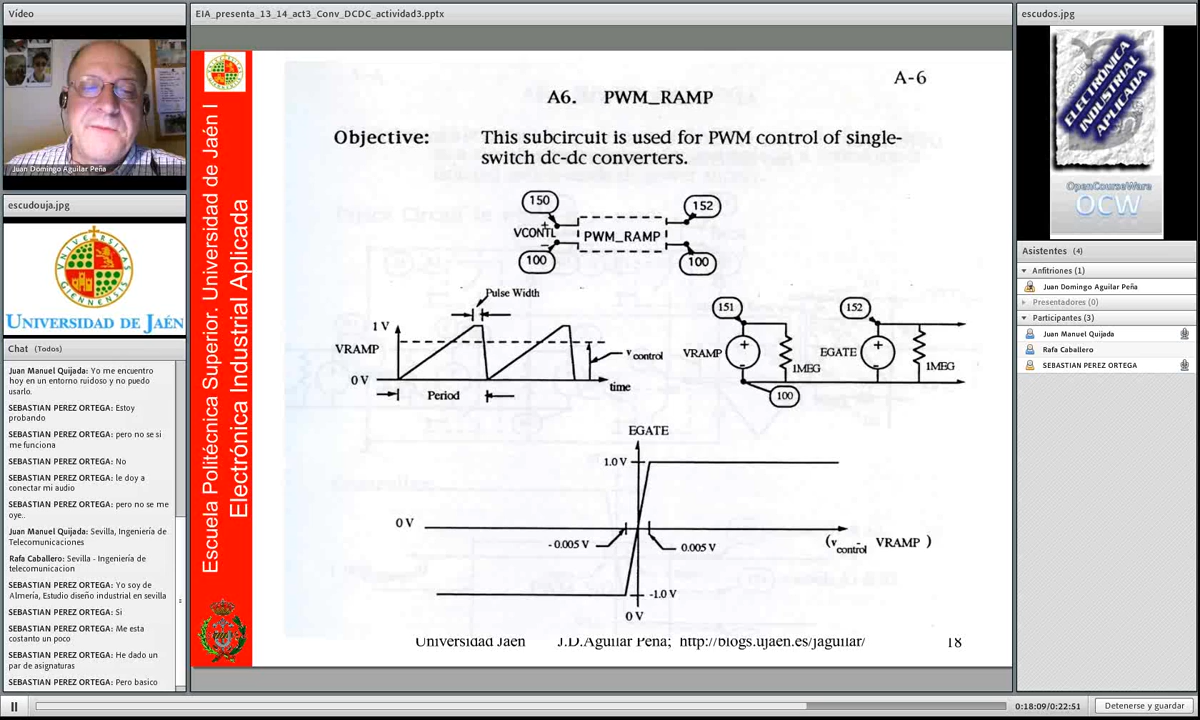 Vídeo
Juan Domingo Aguilar Peña
escudouja.jpg
UNIVERSIDAD DE JAÉN
Chat (Todos)
Juan Manuel Quijada: Yo me encuentro
hoy en un entorno ruidoso y no puedo
usarlo.
SEBASTIAN PEREZ ORTEGA: Estoy
probando
SEBASTIAN PEREZ ORTEGA: pero no se si
me funciona
SEBASTIAN PEREZ ORTEGA: No
SEBASTIAN PEREZ ORTEGA: le doy a
conectar mi audio
SEBASTIAN PEREZ ORTEGA: pero no se me
oye..
Juan Manuel Quijada: Sevilla, Ingeniería de
Telecomunicaciones
Rafa Caballero: Sevilla - Ingeniería de
telecomunicacion
SEBASTIAN PEREZ ORTEGA: Yo soy de
Almería, Estudio diseño industrial en sevilla
SEBASTIAN PEREZ ORTEGA: Si
SEBASTIAN PEREZ ORTEGA: Me esta
costanto un poco
SEBASTIAN PEREZ ORTEGA: He dado un
par de asignaturas
SEBASTIAN PEREZ ORTEGA: Pero basico
EIA_presenta_13_14_act3_Conv_DCDC_actividad3.pptx
Escuela Politécnica Superior. Universidad de Jaén I
Electrónica Industrial Aplicada
A-6
A6. PWM_RAMP
Objective: This subcircuit is used for PWM control of single-
switch dc-dc converters.
150
152
+
VCONTL
−
PWM_RAMP
100
100
Pulse Width
1 V
VRAMP
0 V
v control
time
Period
151
152
VRAMP
+
1MEG
EGATE
+
1MEG
100
EGATE
1.0 V
0 V
- 0.005 V
0.005 V
(v control - VRAMP )
-1.0 V
0 V
Universidad Jaén J.D.Aguilar Peña; http://blogs.ujaen.es/jaguilar/ 18
escudos.jpg
ELECTRÓNICA
INDUSTRIAL
APLICADA
OpenCourseWare
OCW
Asistentes (4)
Anfitriones (1)
Juan Domingo Aguilar Peña
Presentadores (0)
Participantes (3)
Juan Manuel Quijada
Rafa Caballero
SEBASTIAN PEREZ ORTEGA
0:18:09/0:22:51
Detenerse y guardar